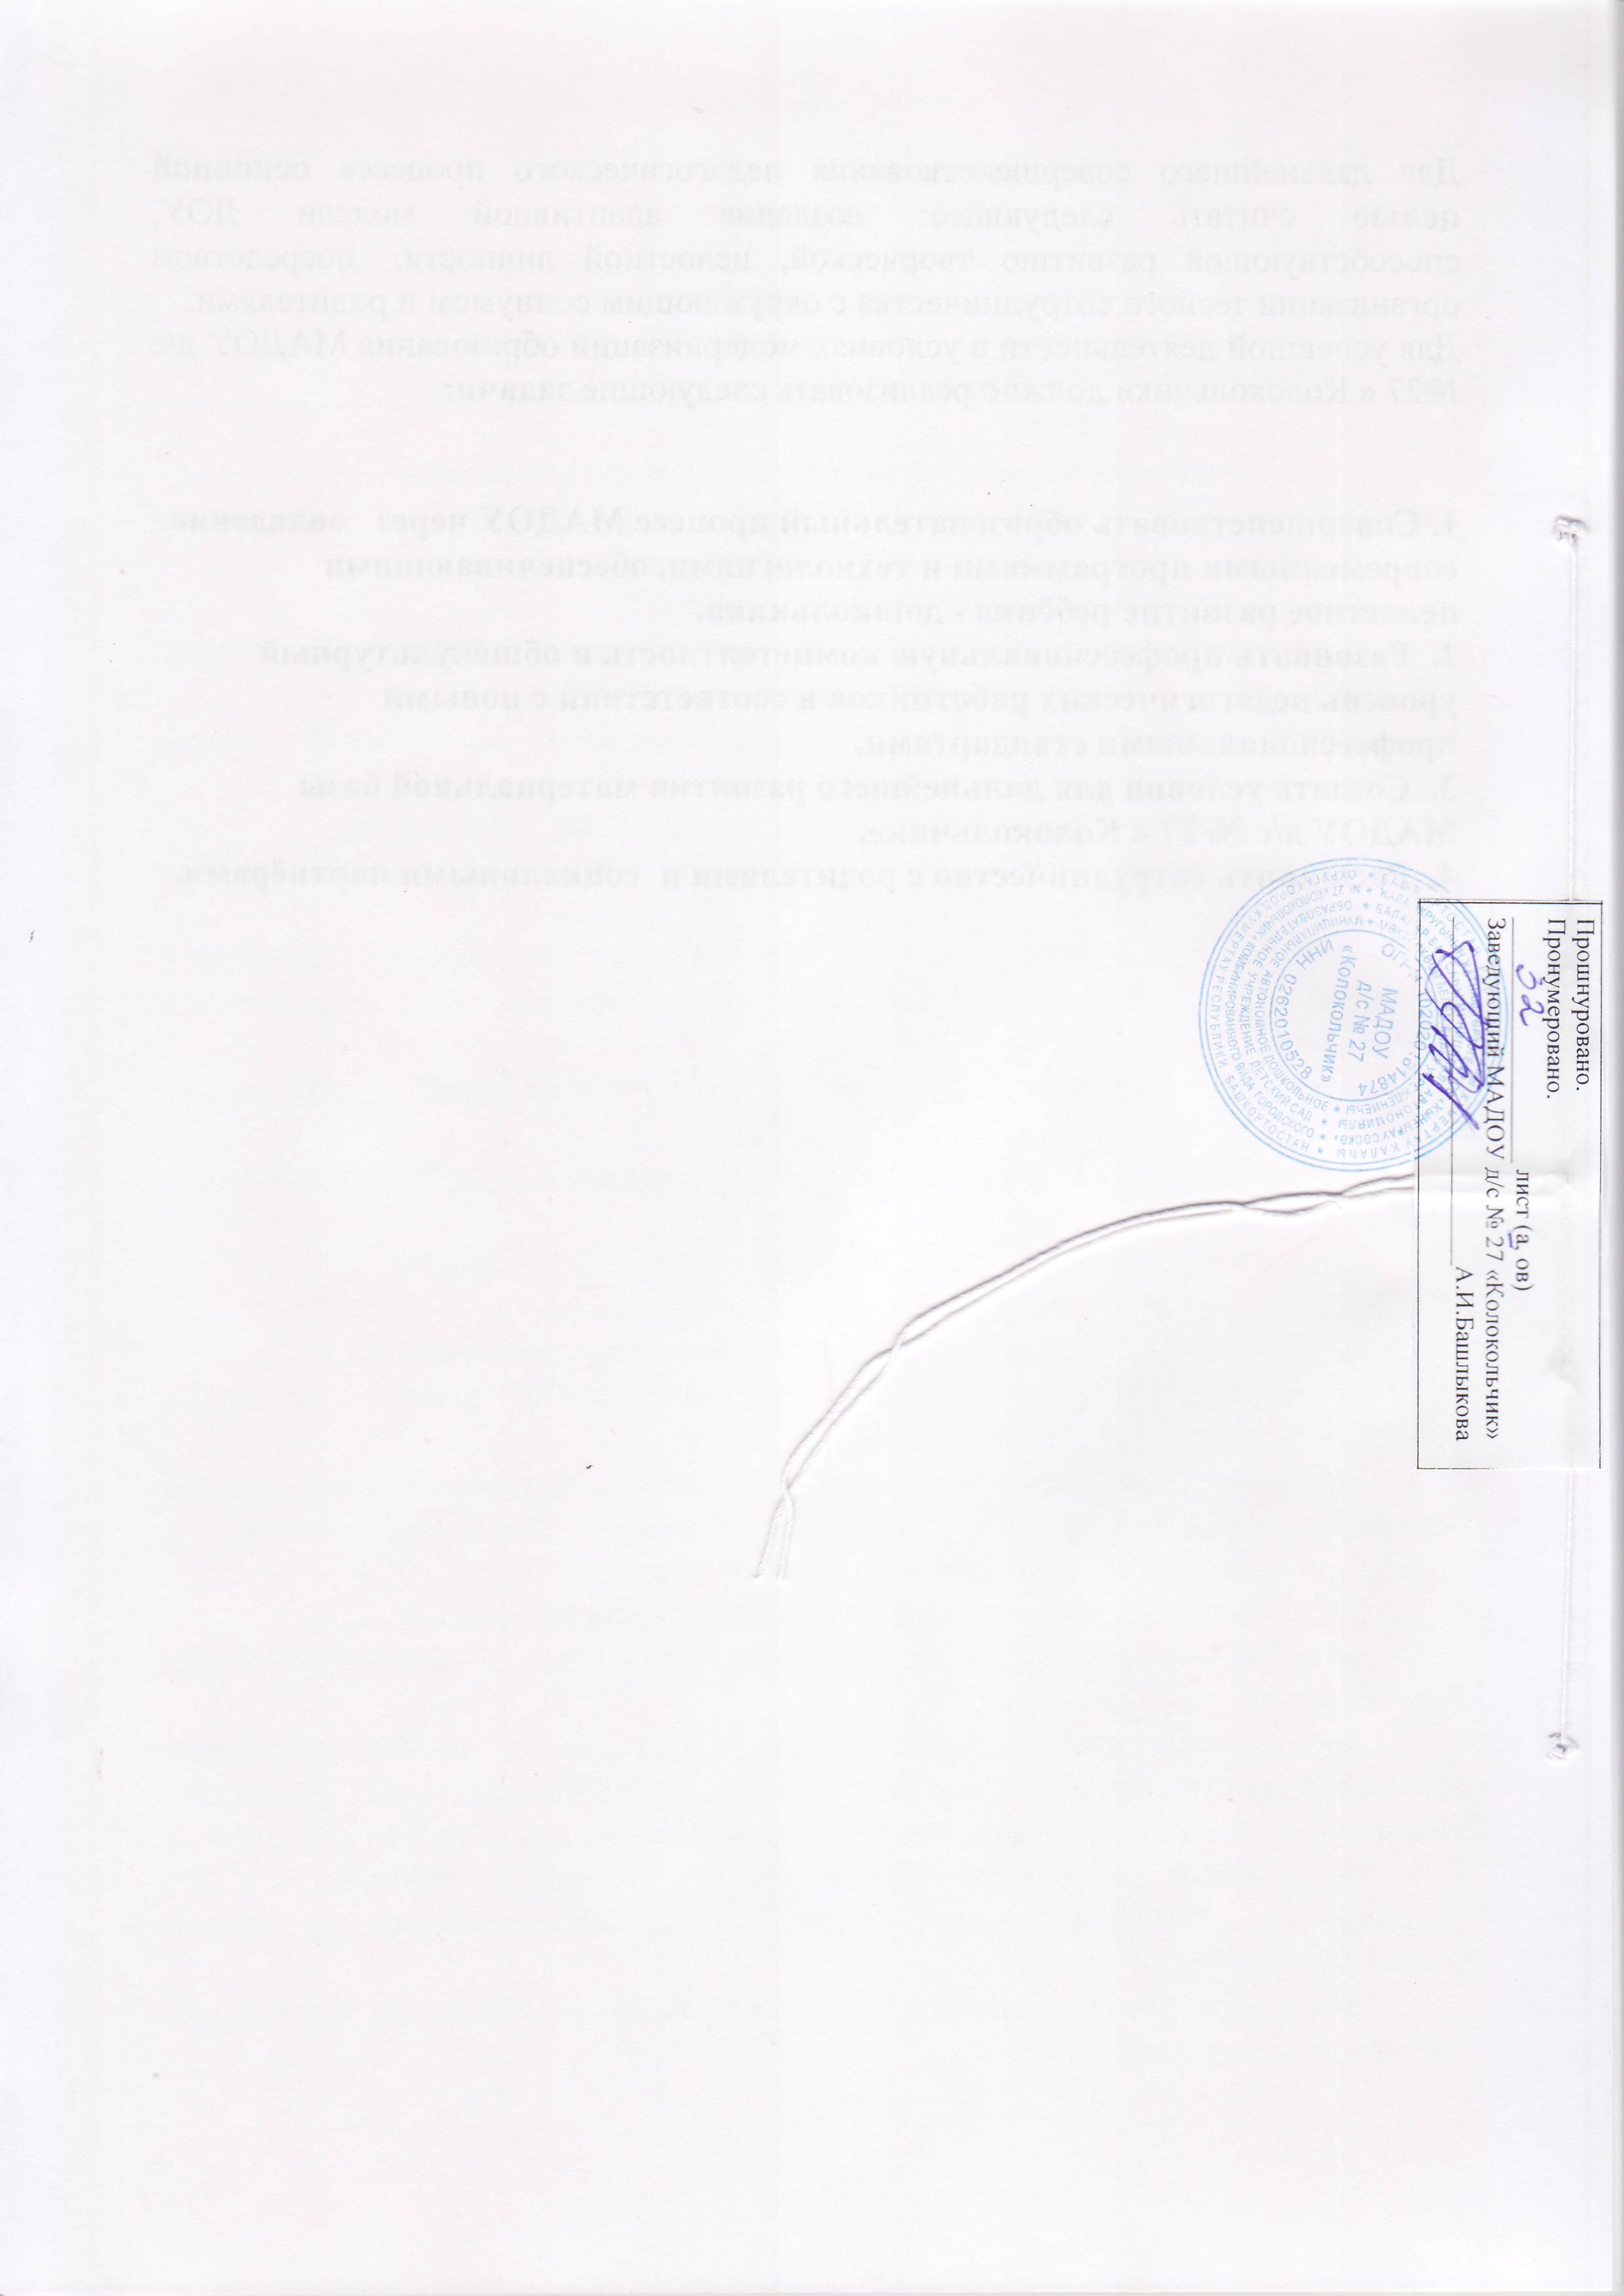 Прошнуровано.
Пронумеровано.
32 лист (а, ов)
Заведующий МАДОУ д/с № 27 «Колокольчик»
А.И.Башлыкова
МАДОУ
д/с № 27
«Колокольчик»
ИНН 0262010528
Для дальнейшего совершенствования педагогического процесса основной
целью считать следующее: создание адаптивной модели ДОУ,
способствующей развитию творческой, целостной личности, посредством
организации тесного сотрудничества с окружающим социумом и родителями.
Для успешной деятельности в условиях модернизации образования МАДОУ д/с
№27 « Колокольчик» должно реализовать следующие задачи:
1. Совершенствовать образовательный процесс МАДОУ через овладение
современными программами и технологиями, обеспечивающими
целостное развитие ребёнка - дошкольника.
2. Развивать профессиональную компетентность и общекультурный
уровень педагогических работников в соответствии с новыми
профессиональными стандартами.
3. Создать условия для дальнейшего развития материальной базы
МАДОУ д/с № 27 « Колокольчик».
4. сотрудничество с родителями и социальными партнёрами.